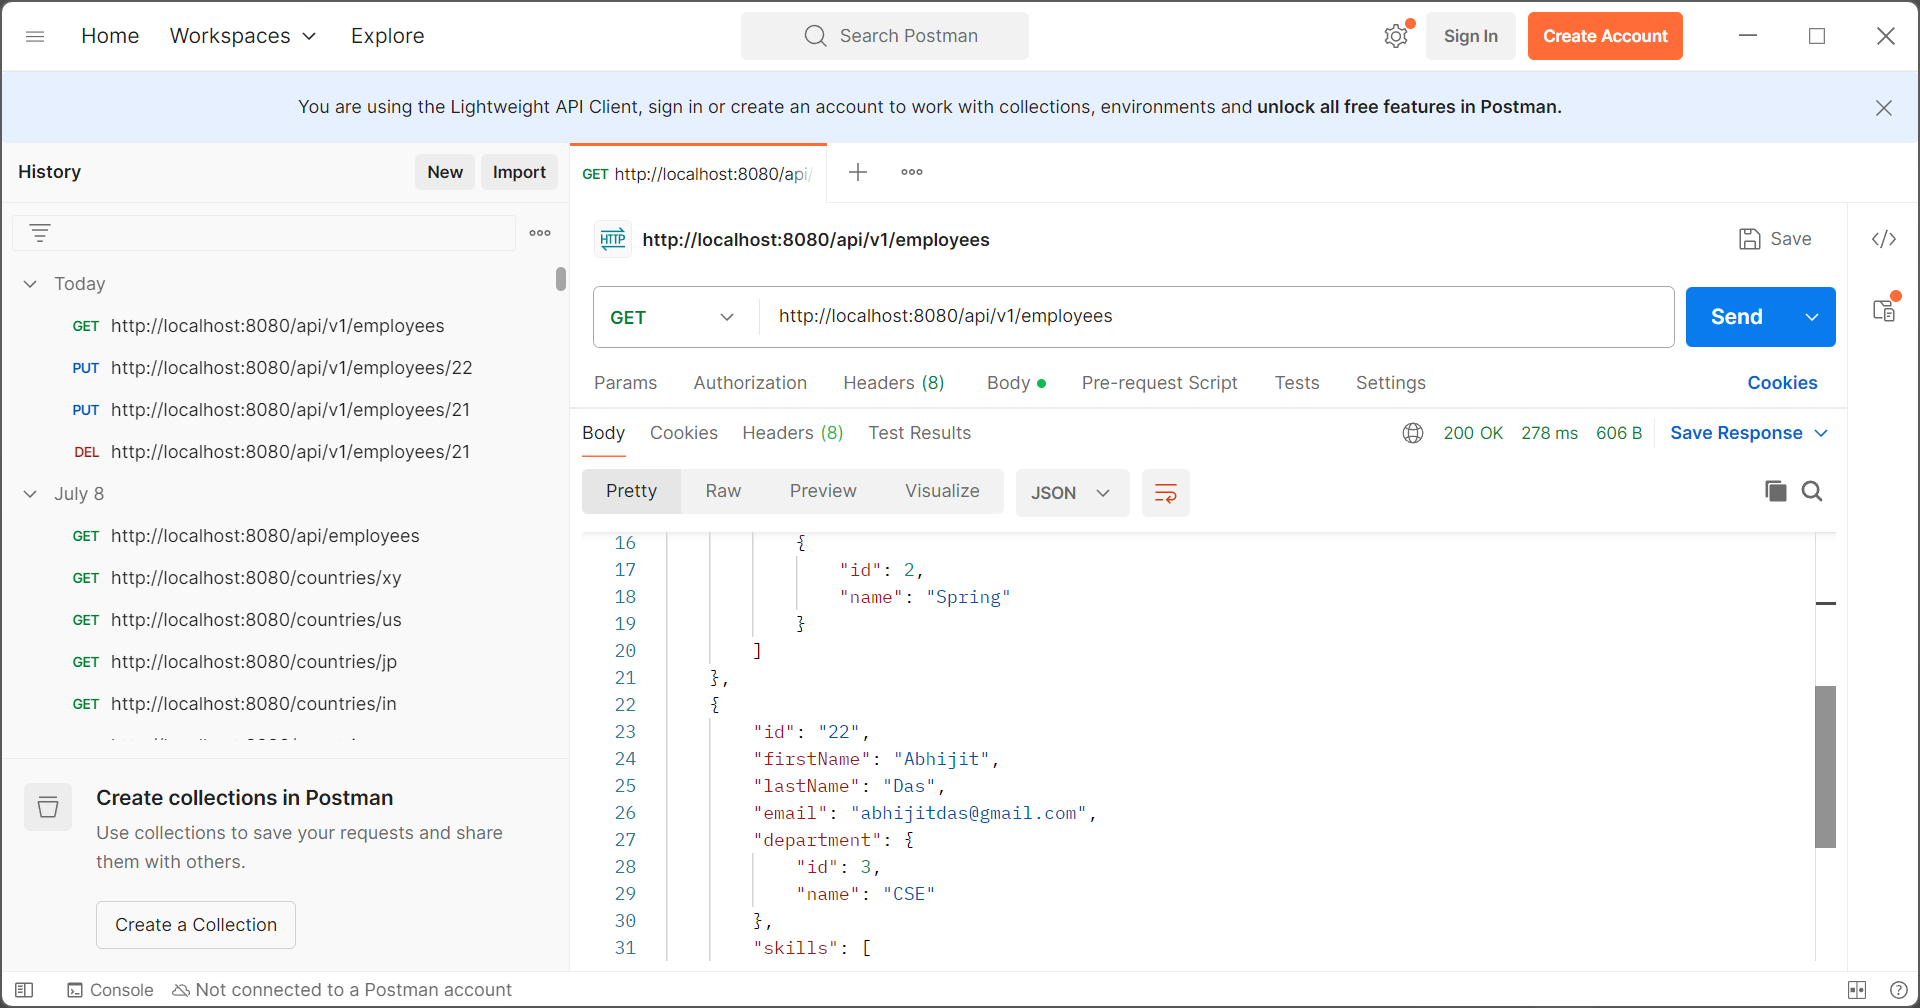 Home Workspaces Explore Search Postman Sign In Create Account
You are using the Lightweight API Client, sign in or create an account to work with collections, environments and unlock all free features in Postman.
History New Import
GET http://localhost:8080/api/
HTTP http://localhost:8080/api/v1/employees Save </>
Today
GET http://localhost:8080/api/v1/employees
PUT http://localhost:8080/api/v1/employees/22
PUT http://localhost:8080/api/v1/employees/21
DEL http://localhost:8080/api/v1/employees/21
July 8
GET http://localhost:8080/api/employees
GET http://localhost:8080/countries/xy
GET http://localhost:8080/countries/us
GET http://localhost:8080/countries/jp
GET http://localhost:8080/countries/in
Create collections in Postman
Use collections to save your requests and share
them with others.
Create a Collection
GET http://localhost:8080/api/v1/employees Send
Params Authorization Headers (8) Body Pre-request Script Tests Settings Cookies
Body Cookies Headers (8) Test Results 200 OK 278 ms 606 B Save Response
Pretty Raw Preview Visualize JSON
16 {
17 "id": 2,
18 "name": "Spring"
19 }
20 ]
21 },
22 {
23 "id": "22",
24 "firstName": "Abhijit",
25 "lastName": "Das",
26 "email": "abhijitdas@gmail.com",
27 "department": {
28 "id": 3,
29 "name": "CSE"
30 },
31 "skills": [
Console Not connected to a Postman account